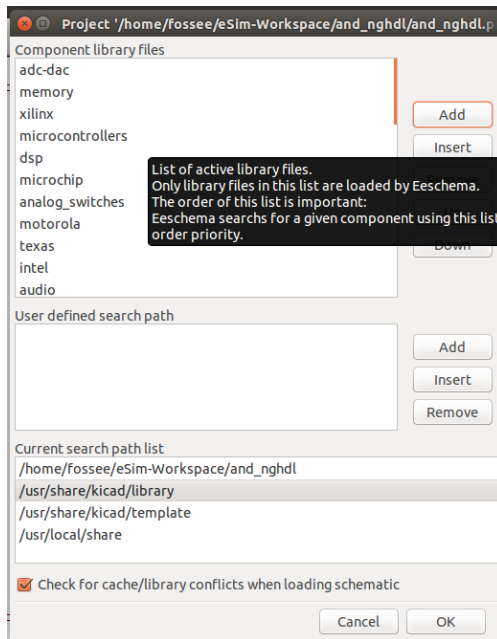 Project '/home/fossee/eSim-Workspace/and_nghdl/and_nghdl.p
Component library files
adc-dac
memory
xilinx
Add
microcontrollers
Insert
dsp
microchip
List of active library files.
Only library files in this list are loaded by Eeschema.
analog_switches
The order of this list is important:
motorola
Eeschema searchs for a given component using this list
texas
order priority.
Down
intel
audio
User defined search path
Add
Insert
Remove
Current search path list
/home/fossee/eSim-Workspace/and_nghdl
/usr/share/kicad/library
/usr/share/kicad/template
/usr/local/share
Check for cache/library conflicts when loading schematic
Cancel
OK